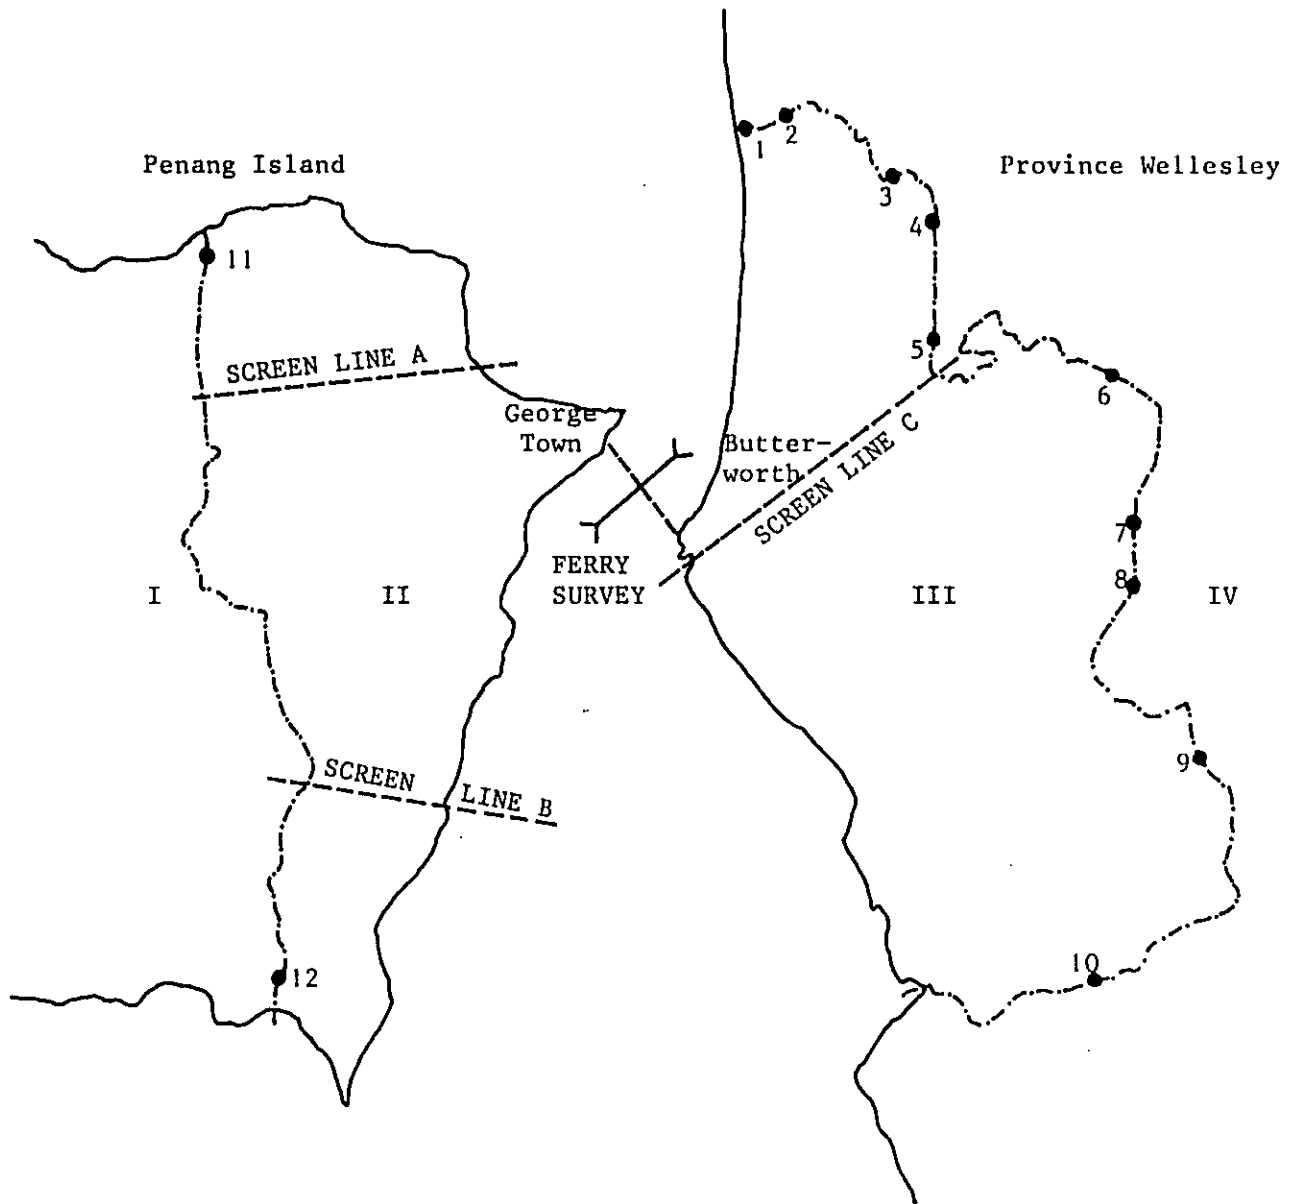 Penang Island
Province Wellesley
1
2
3
4
5
6
7
8
9
10
11
12
SCREEN LINE A
George
Town
Butter-
worth
SCREEN LINE C
FERRY
SURVEY
I
II
III
IV
SCREEN LINE B